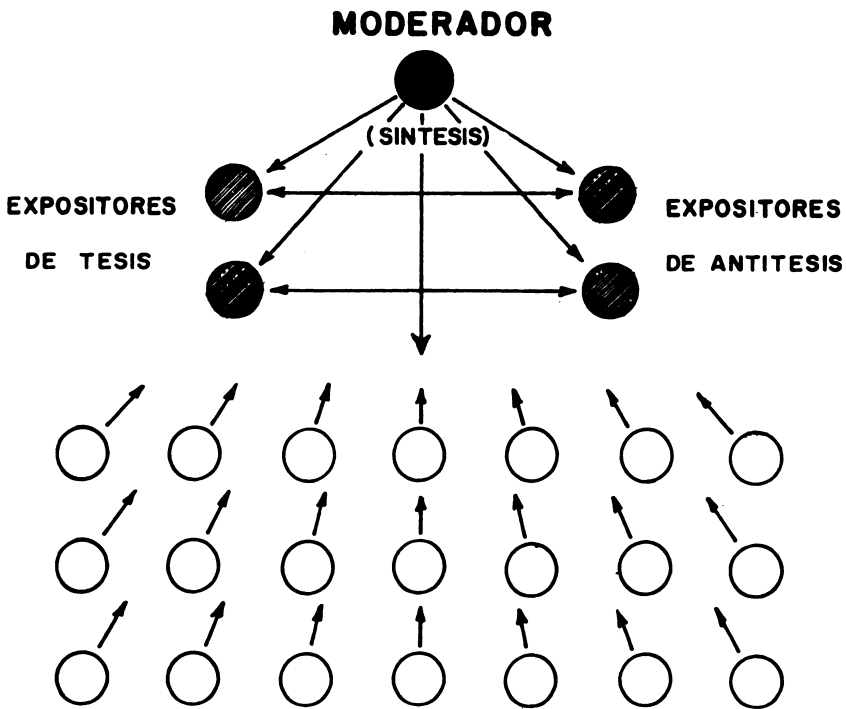 MODERADOR
(SINTESIS)
EXPOSITORES
DE TESIS
EXPOSITORES
DE ANTITESIS